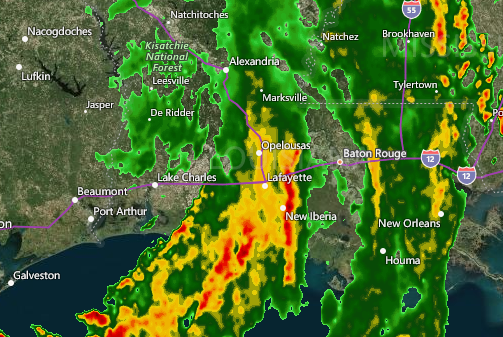 55
Natchitoches
Nacogdoches
Natchez
Brookhaven
Kisatchie
National
Forest
Alexandria
Lufkin
Leesville
Marksville
Tylertown
Jasper
De Ridder
Opelousas
Baton Rouge
12
Lake Charles
Lafayette
12
Beaumont
Port Arthur
New Iberia
New Orleans
Houma
Galveston